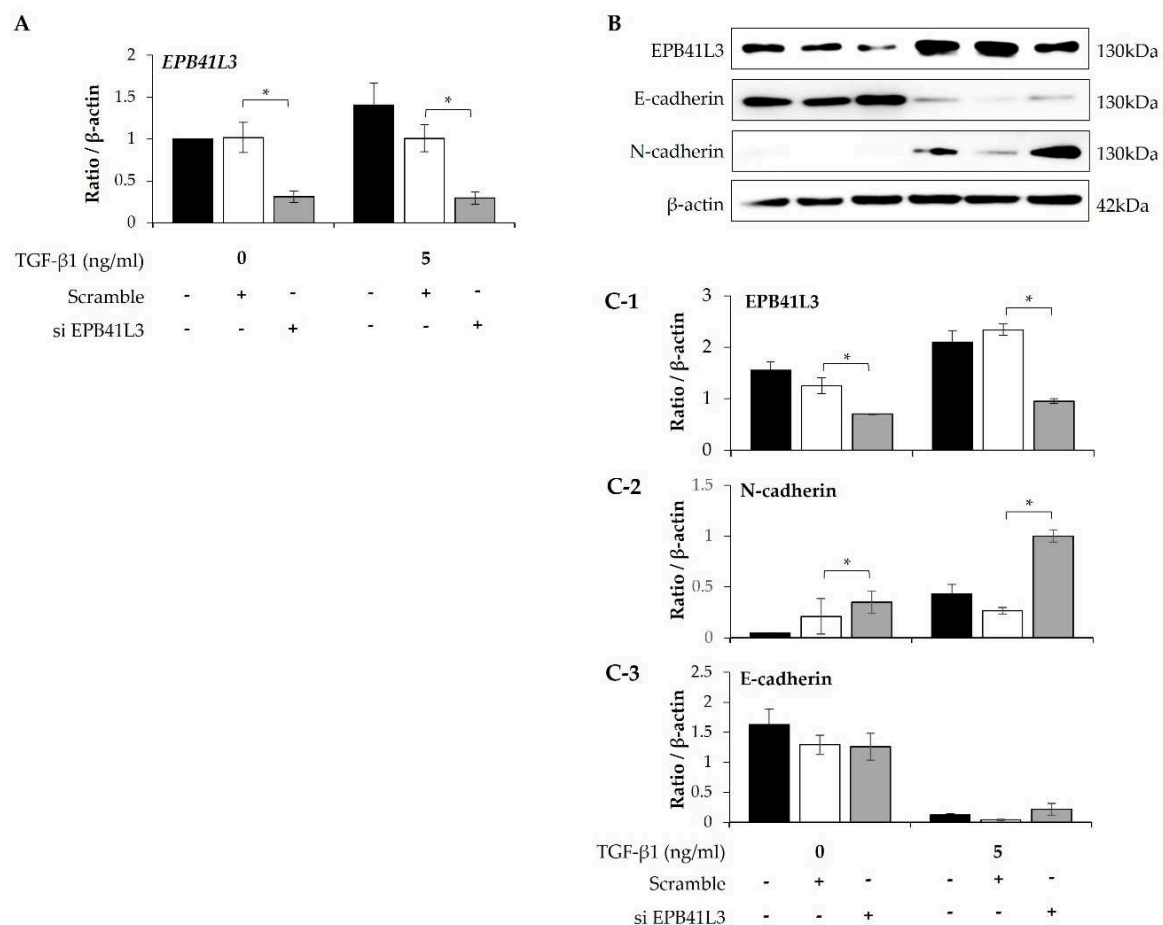 A
EPB41L3
Ratio / β-actin
2
1.5
1
0.5
0
* *
TGF-β1 (ng/ml) 0 5
Scramble - + - - + -
si EPB41L3 - - + - - +
B
EPB41L3 130kDa
E-cadherin 130kDa
N-cadherin 130kDa
β-actin 42kDa
C-1
EPB41L3
Ratio / β-actin
3
2
1
0
* *
C-2
N-cadherin
Ratio / β-actin
1.5
1
0.5
0
* *
C-3
E-cadherin
Ratio / β-actin
2.5
2
1.5
1
0.5
0
TGF-β1 (ng/ml) 0 5
Scramble - + - - + -
si EPB41L3 - - + - - +